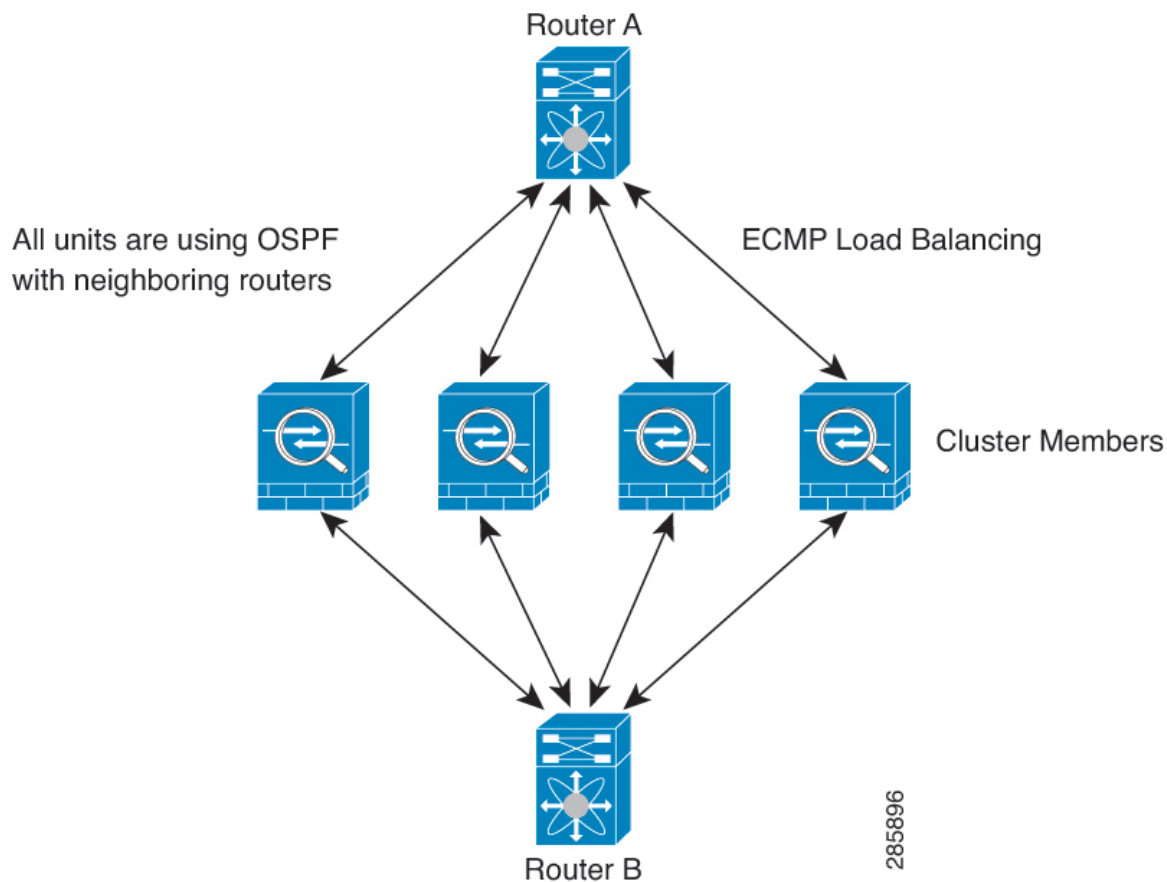 Router A
All units are using OSPF
with neighboring routers
ECMP Load Balancing
Cluster Members
Router B
285896